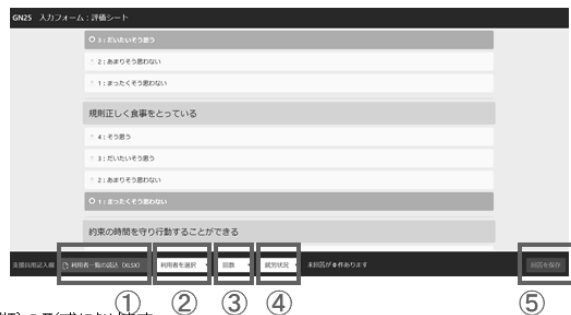 GN25 入力フォーム：評価シート
3：だいたいそう思う
2：あまりそう思わない
1：まったくそう思わない
規則正しく食事をとっている
4：そう思う
3：だいたいそう思う
2：あまりそう思わない
1：まったくそう思わない
約束の時間を守り行動することができる
支援員用記入欄 利用者一覧の読込（XLSX） 利用者を選択 回数 就労状況 未回答が0件あります 回答を保存
① ② ③ ④ ⑤